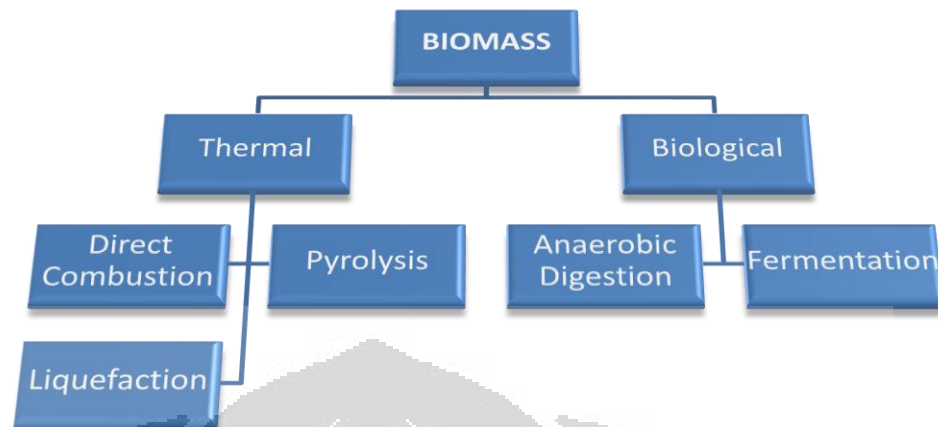 BIOMASS
Thermal
Biological
Direct
Combustion
Pyrolysis
Anaerobic
Digestion
Fermentation
Liquefaction